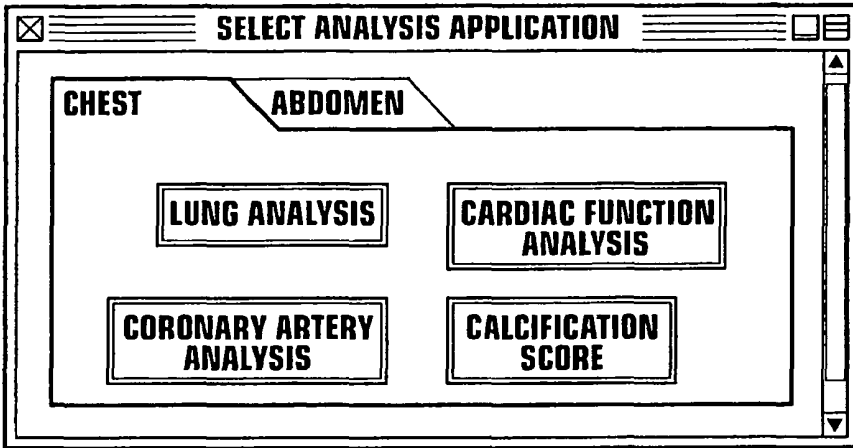 SELECT ANALYSIS APPLICATION
CHEST
ABDOMEN
LUNG ANALYSIS
CARDIAC FUNCTION
ANALYSIS
CORONARY ARTERY
ANALYSIS
CALCIFICATION
SCORE